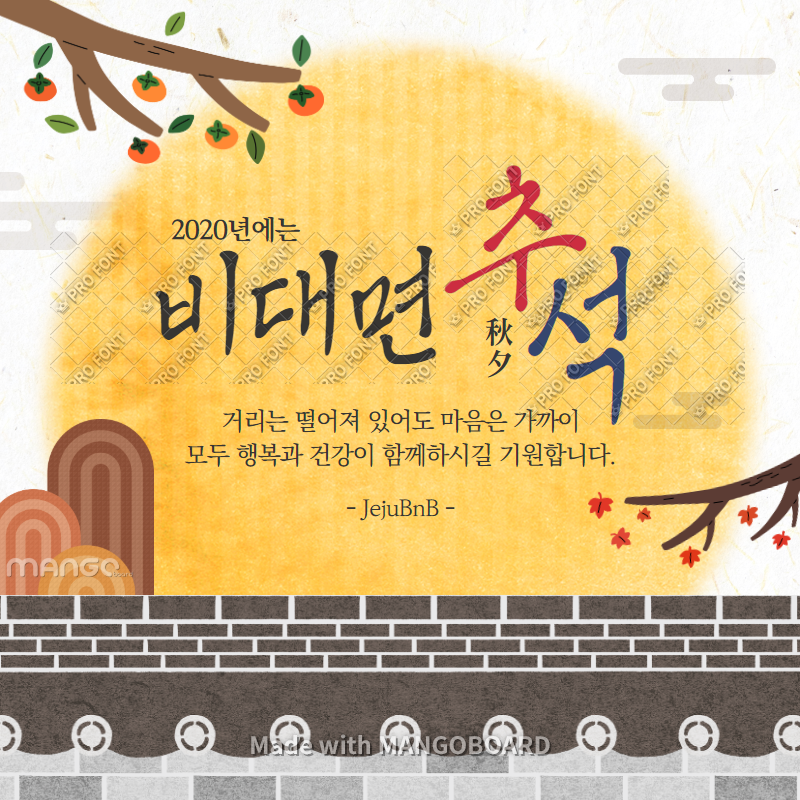 2020년에는
비대면 추석
秋夕
거리는 떨어져 있어도 마음은 가까이
모두 행복과 건강이 함께하시길 기원합니다.
- JejuBnB -
MANGO board
Made with MANGOBOARD
PRO FONT